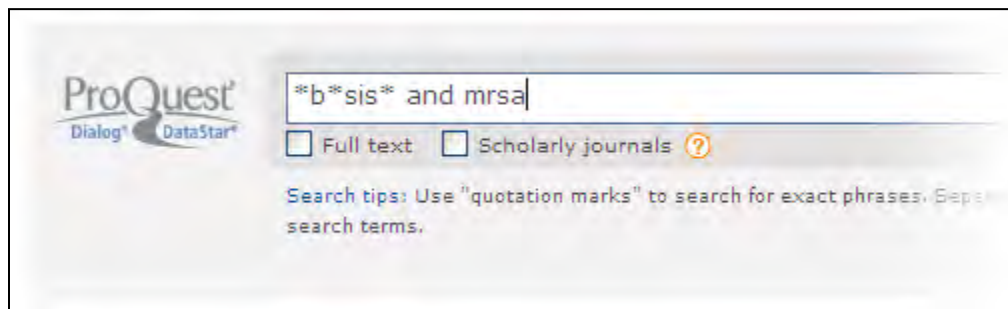 ProQuest®
Dialog® DataStar®
*b*sis* and mrsa
Full text Scholarly journals ?
Search tips: Use "quotation marks" to search for exact phrases.
search terms.